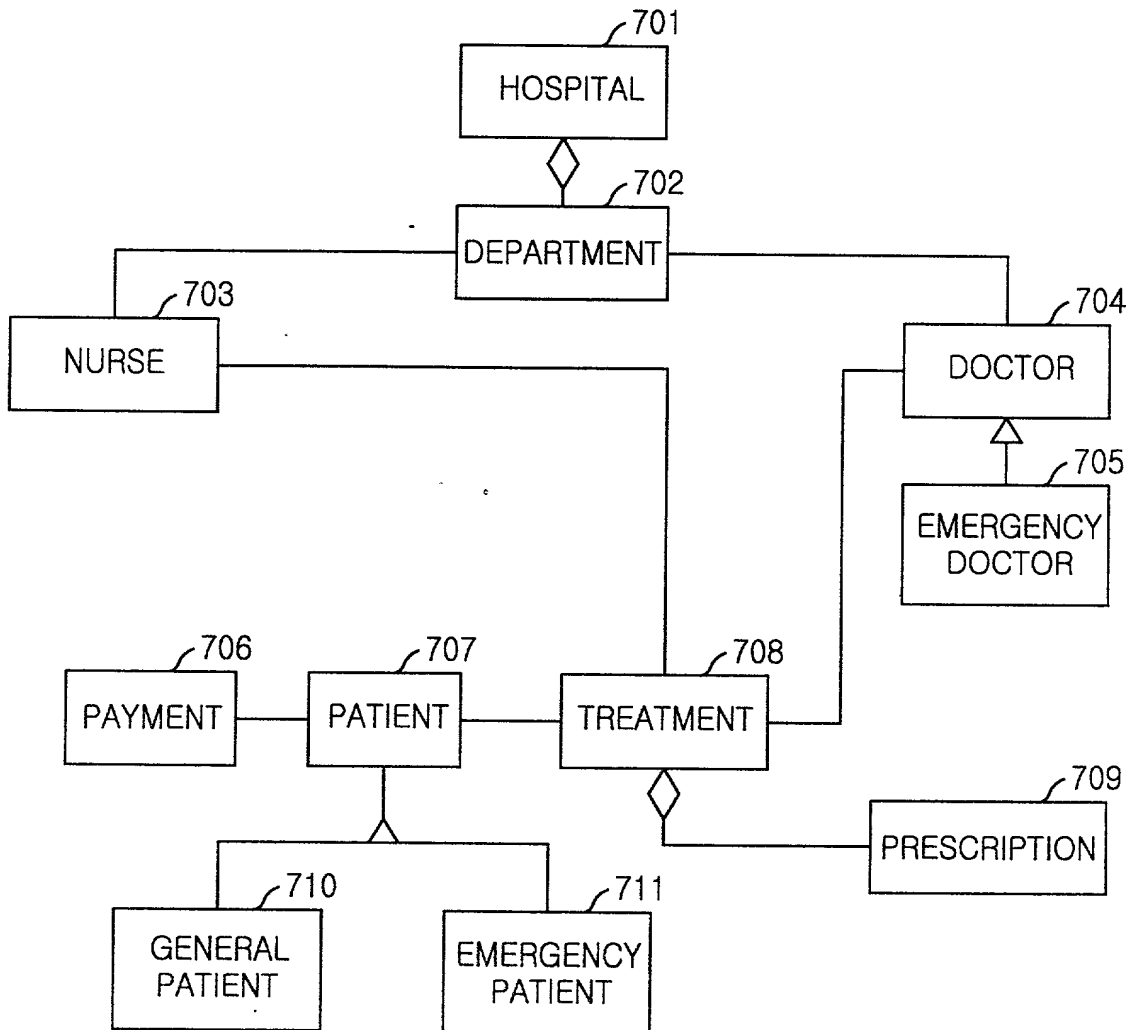 701
HOSPITAL
702
DEPARTMENT
703
NURSE
704
DOCTOR
705
EMERGENCY
DOCTOR
706
PAYMENT
707
PATIENT
708
TREATMENT
709
PRESCRIPTION
710
GENERAL
PATIENT
711
EMERGENCY
PATIENT